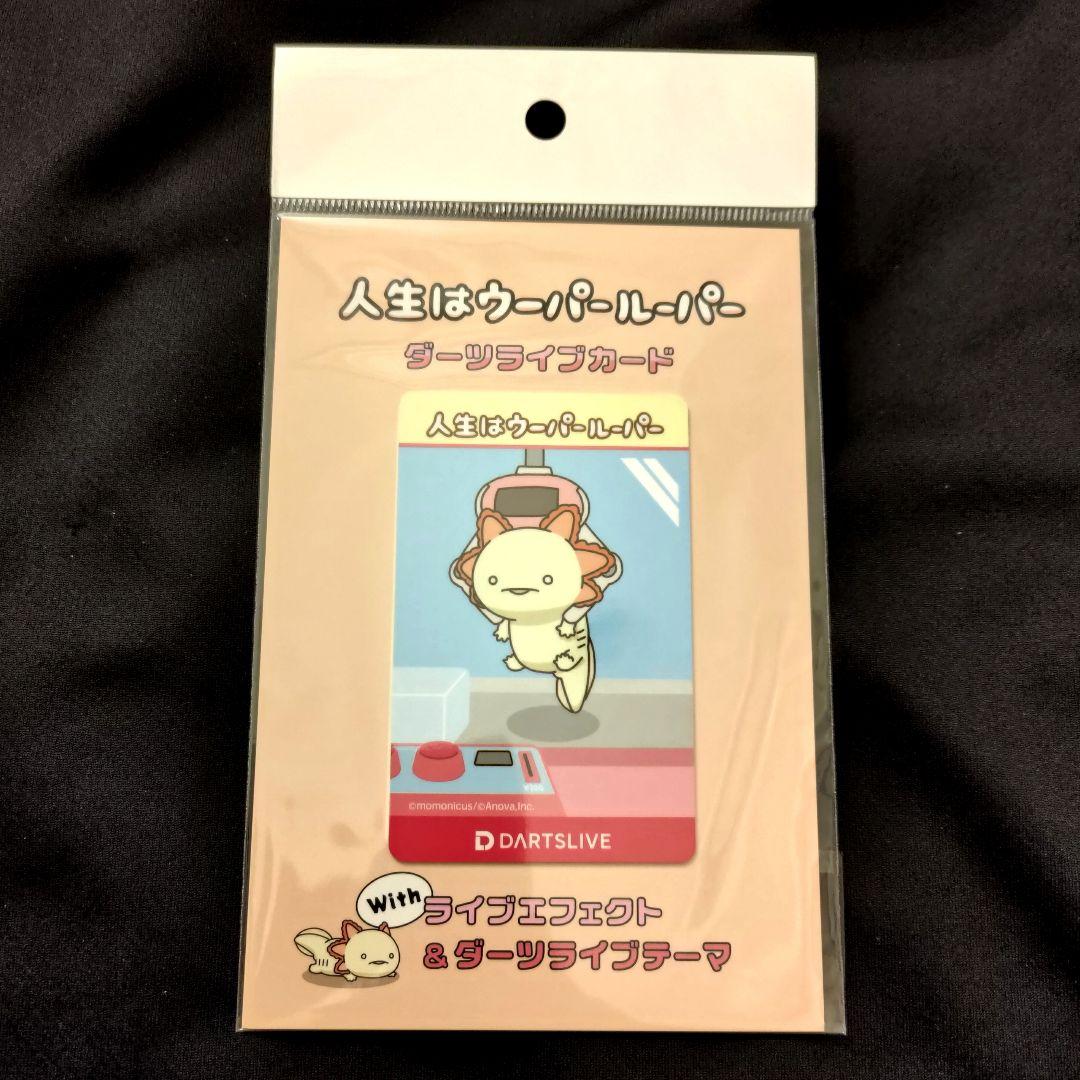 人生はウーパールーパー
ダーツライブカード
人生はウーパールーパー
¥100
©momonicus/©Anova,Inc.
DARTSLIVE
With
ライブエフェクト
&ダーツライブテーマ